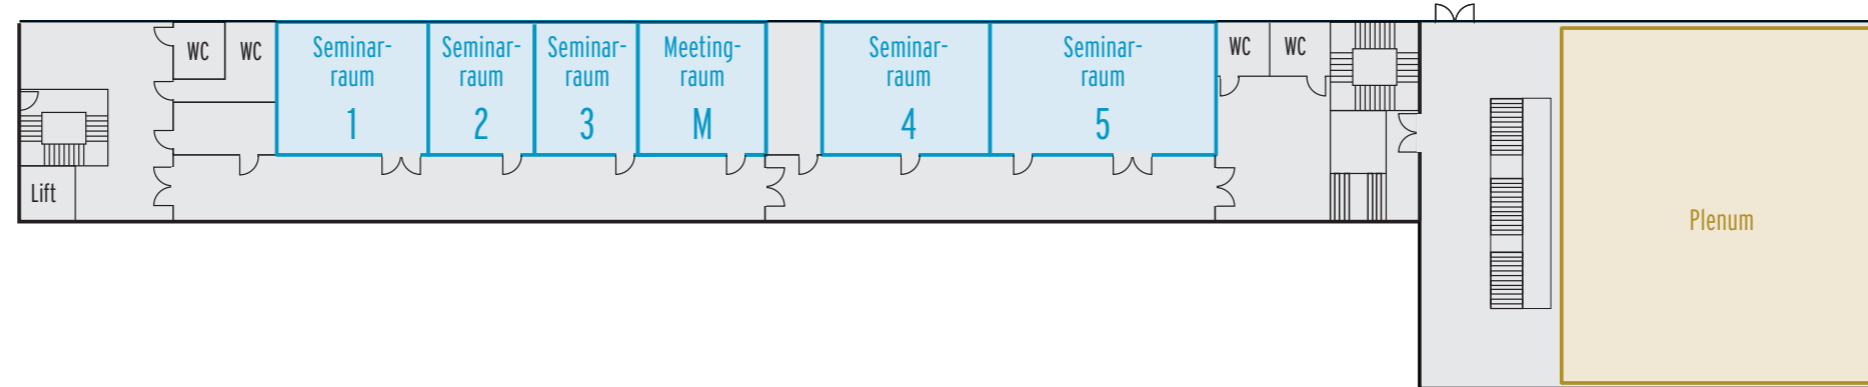 WC
WC
Seminar-
raum
1
Seminar-
raum
2
Seminar-
raum
3
Meeting-
raum
M
Seminar-
raum
4
Seminar-
raum
5
WC
WC
Lift
Plenum